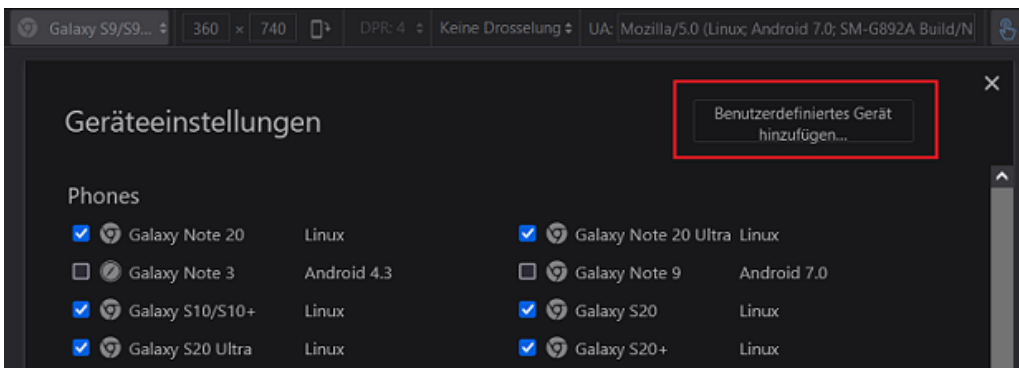 Galaxy S9/S9... 360 × 740 DPR: 4 Keine Drosselung UA: Mozilla/5.0 (Linux; Android 7.0; SM-G892A Build/N
Geräteeinstellungen
Benutzerdefiniertes Gerät
hinzufügen...
Phones
Galaxy Note 20 Linux Galaxy Note 20 Ultra Linux
Galaxy Note 3 Android 4.3 Galaxy Note 9 Android 7.0
Galaxy S10/S10+ Linux Galaxy S20 Linux
Galaxy S20 Ultra Linux Galaxy S20+ Linux